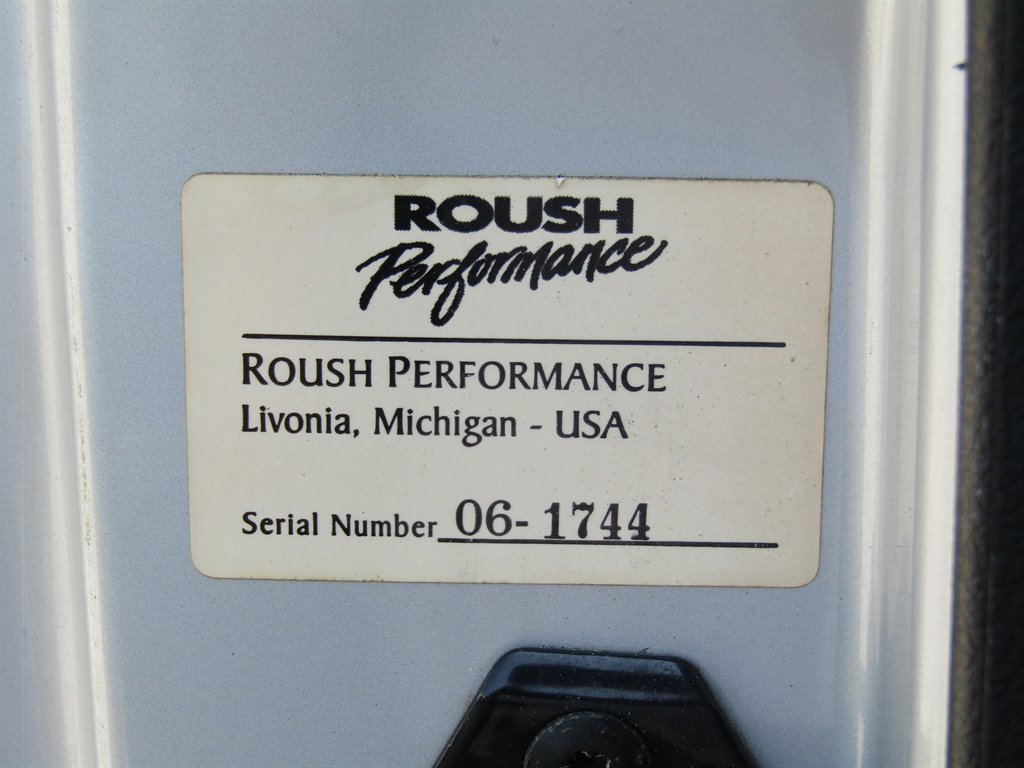 ROUSH
Performance
ROUSH PERFORMANCE
Livonia, Michigan - USA
Serial Number 06-1744